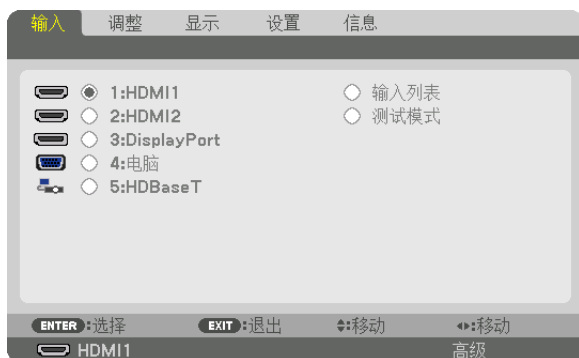 输入 调整 显示 设置 信息
1:HDMI1 输入列表
2:HDMI2 测试模式
3:DisplayPort
4:电脑
5:HDBaseT
ENTER:选择 EXIT:退出 :移动 :移动
HDMI1 高级